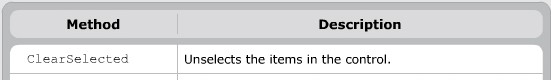 Method Description
ClearSelected Unselects the items in the control.